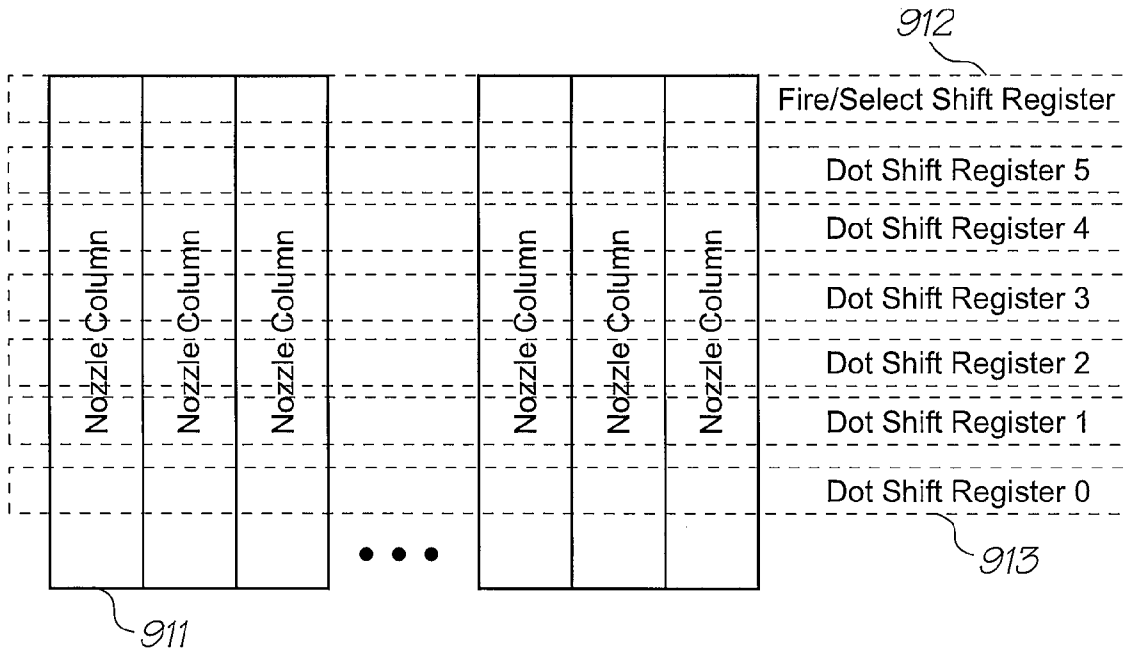 912
Fire/Select Shift Register
Dot Shift Register 5
Dot Shift Register 4
Dot Shift Register 3
Dot Shift Register 2
Dot Shift Register 1
Dot Shift Register 0
Nozzle Column
Nozzle Column
Nozzle Column
Nozzle Column
Nozzle Column
Nozzle Column
913
911